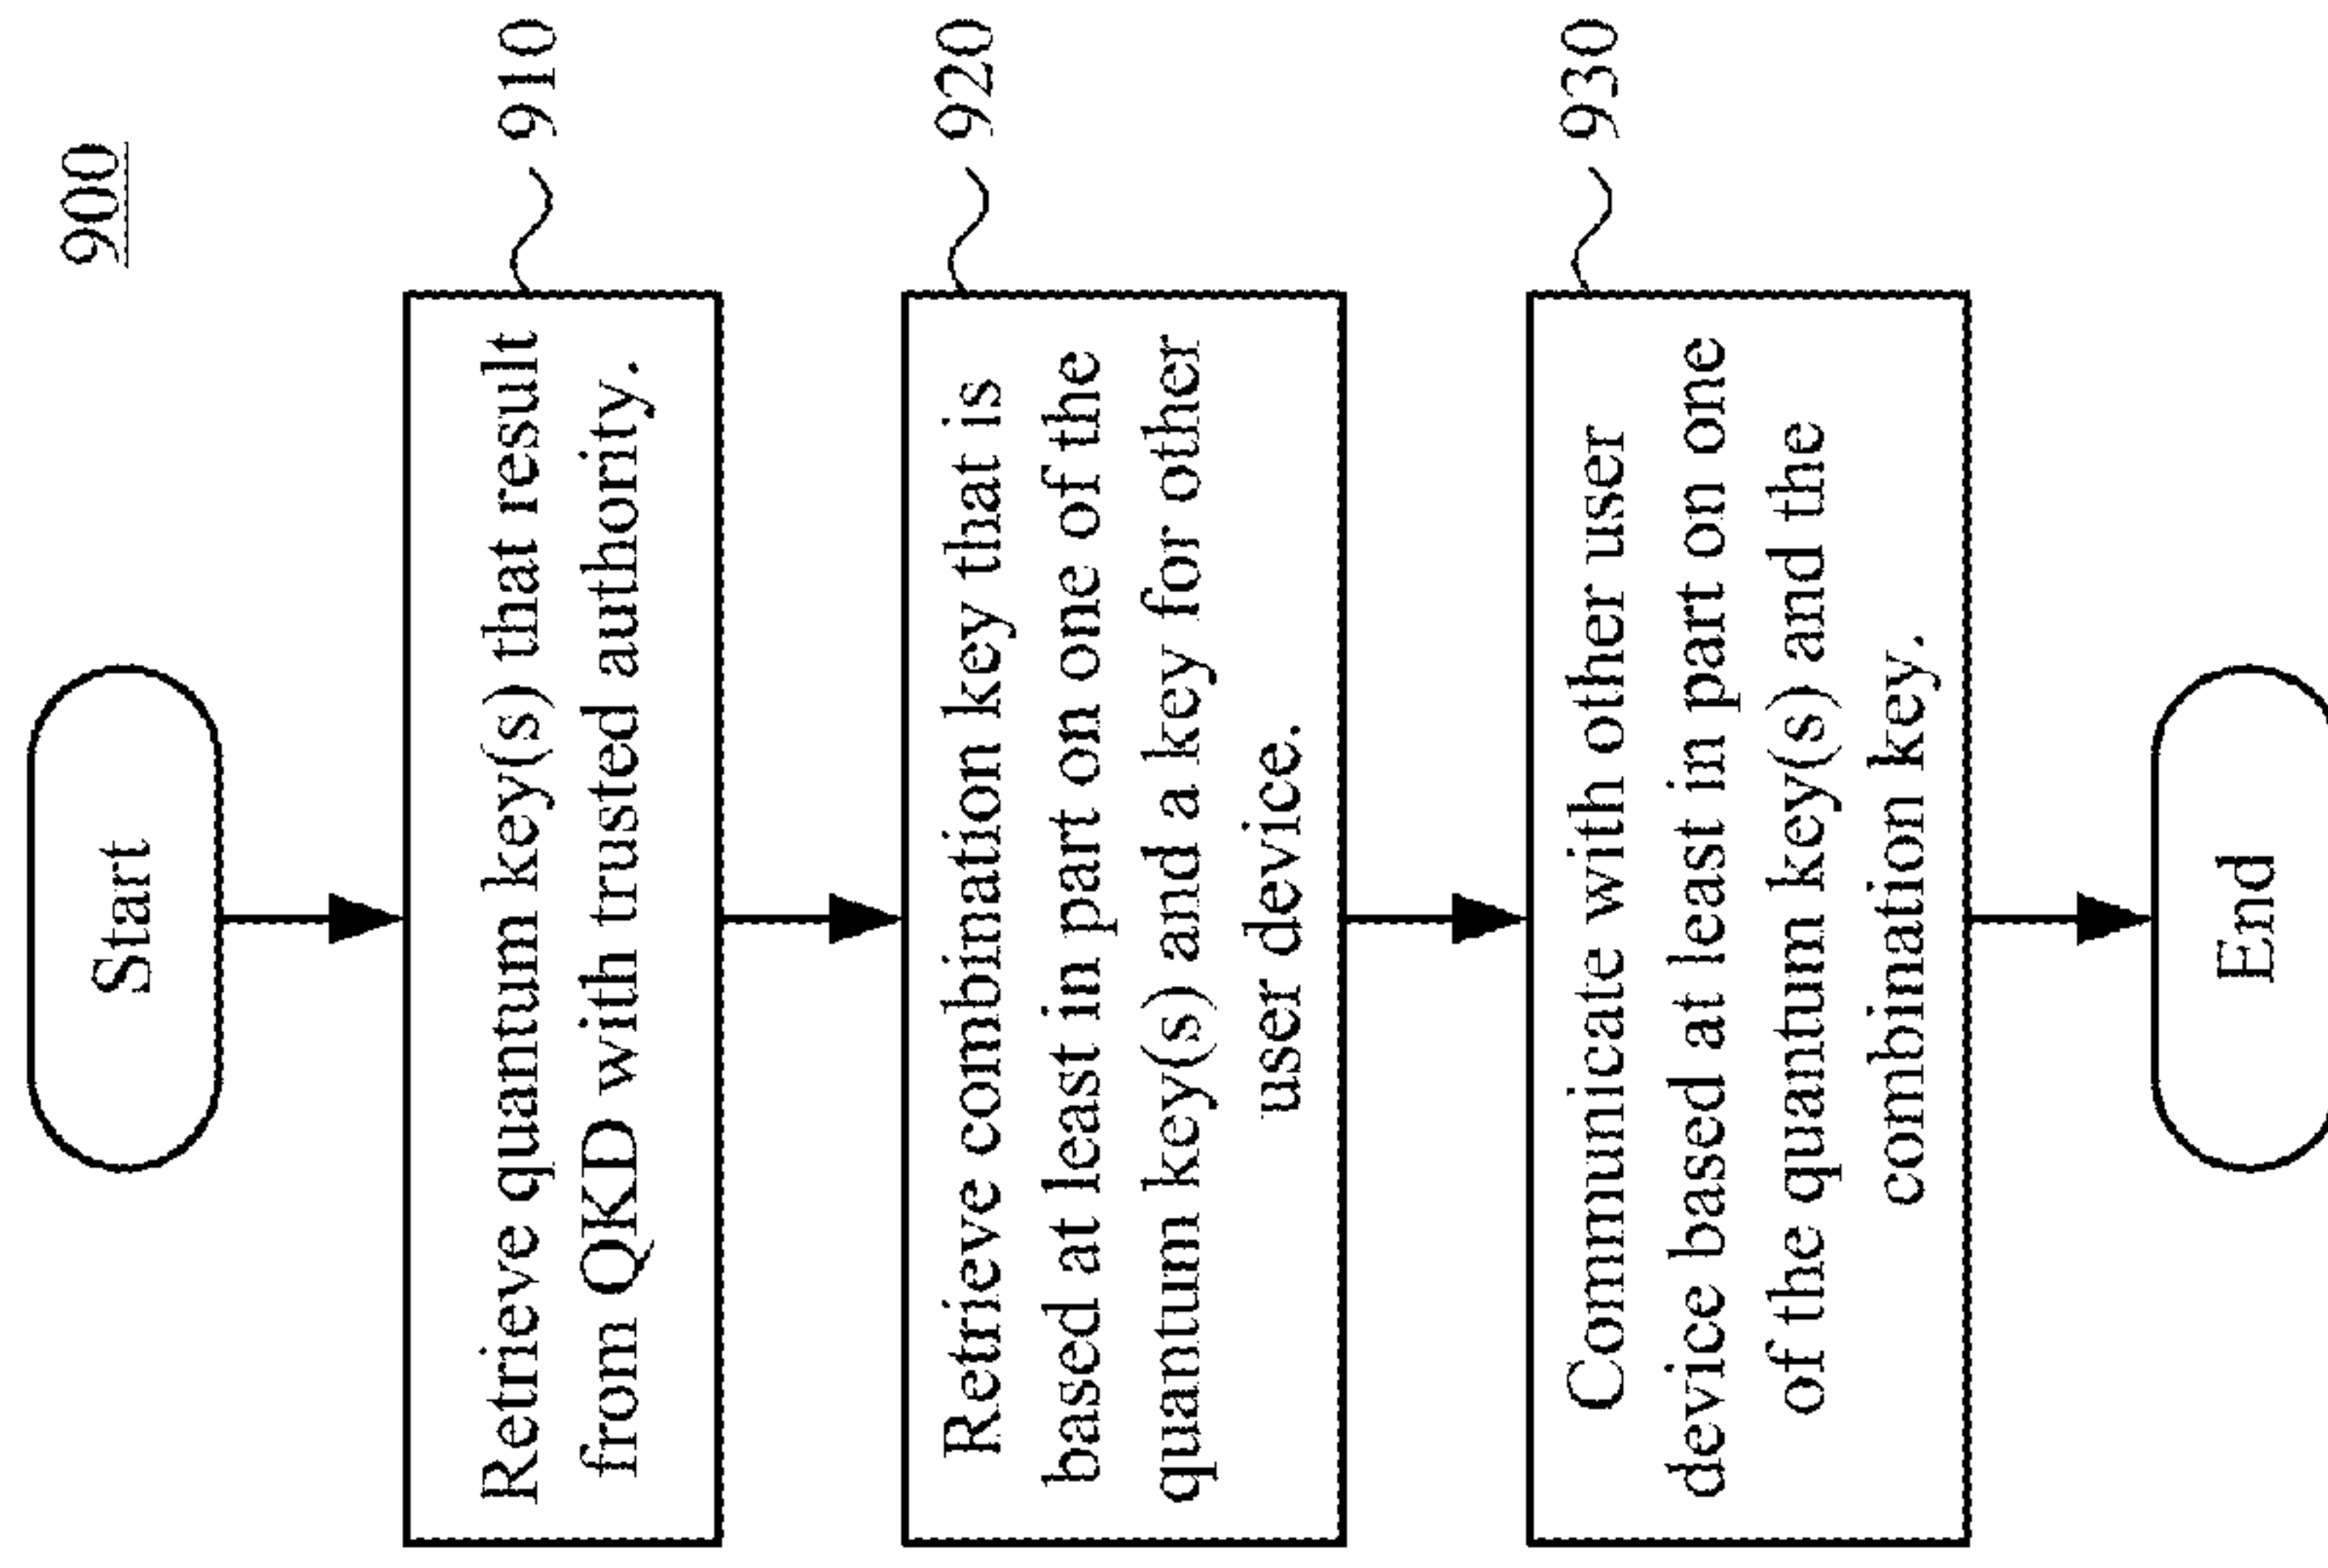 900
Start
Retrieve quantum key(s) that result
from QKD with trusted authority.
910
Retrieve combination key that is
based at least in part on one of the
quantum key(s) and a key for other
user device.
920
Communicate with other user
device based at least in part on one
of the quantum key(s) and the
combination key.
930
End